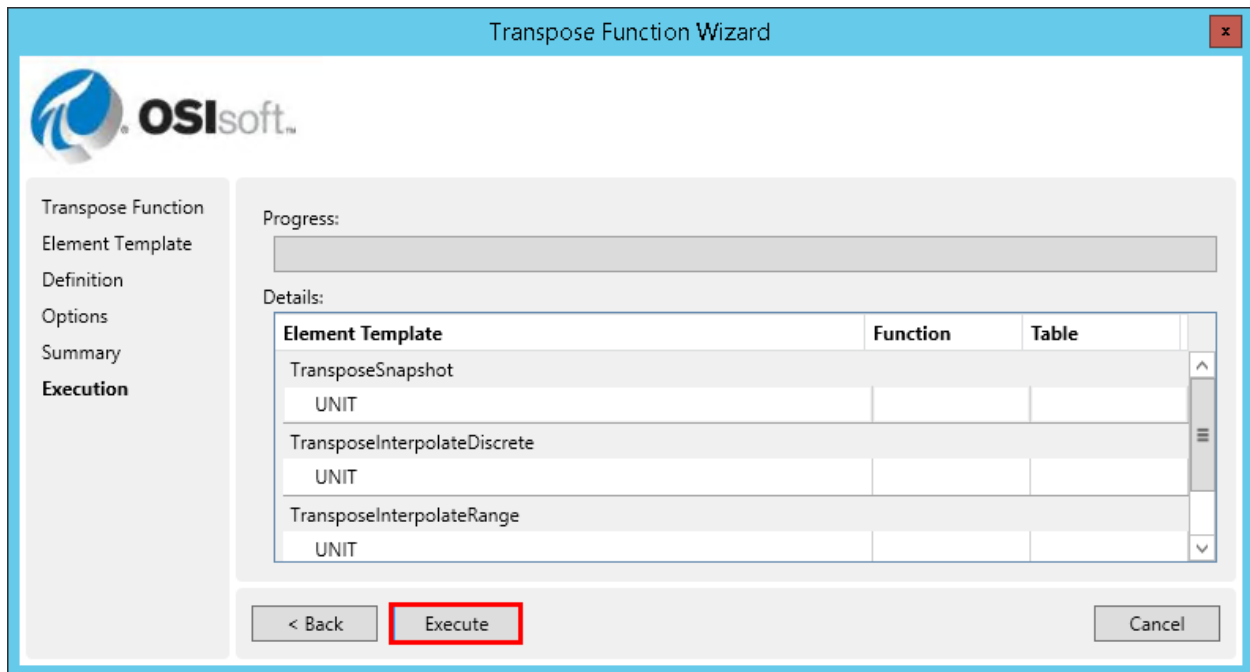 Transpose Function Wizard
x
OSIsoft™
Transpose Function
Element Template
Definition
Options
Summary
Execution
Progress:
Details:
Element Template Function Table
TransposeSnapshot
UNIT
TransposeInterpolateDiscrete
UNIT
TransposeInterpolateRange
UNIT
< Back Execute Cancel